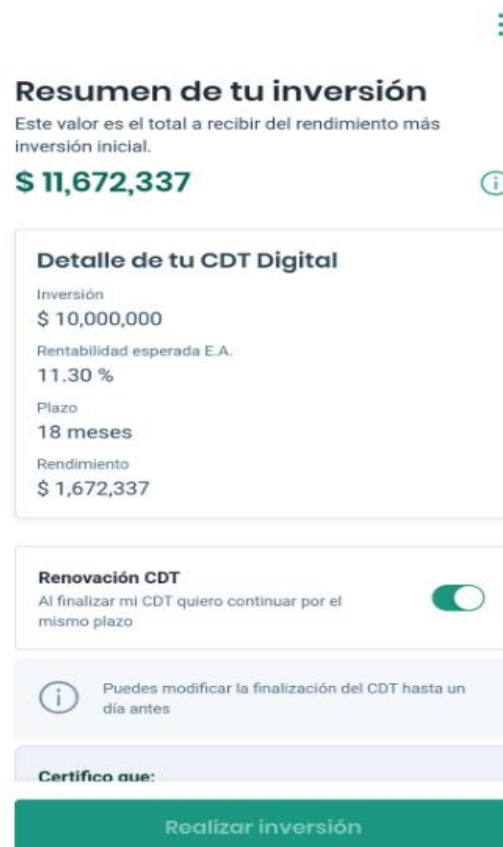 Resumen de tu inversión
Este valor es el total a recibir del rendimiento más
inversión inicial.
$ 11,672,337
Detalle de tu CDT Digital
Inversión
$ 10,000,000
Rentabilidad esperada E.A.
11.30 %
Plazo
18 meses
Rendimiento
$ 1,672,337
Renovación CDT
Al finalizar mi CDT quiero continuar por el
mismo plazo
Puedes modificar la finalización del CDT hasta un
día antes
Certifico que:
Realizar inversión